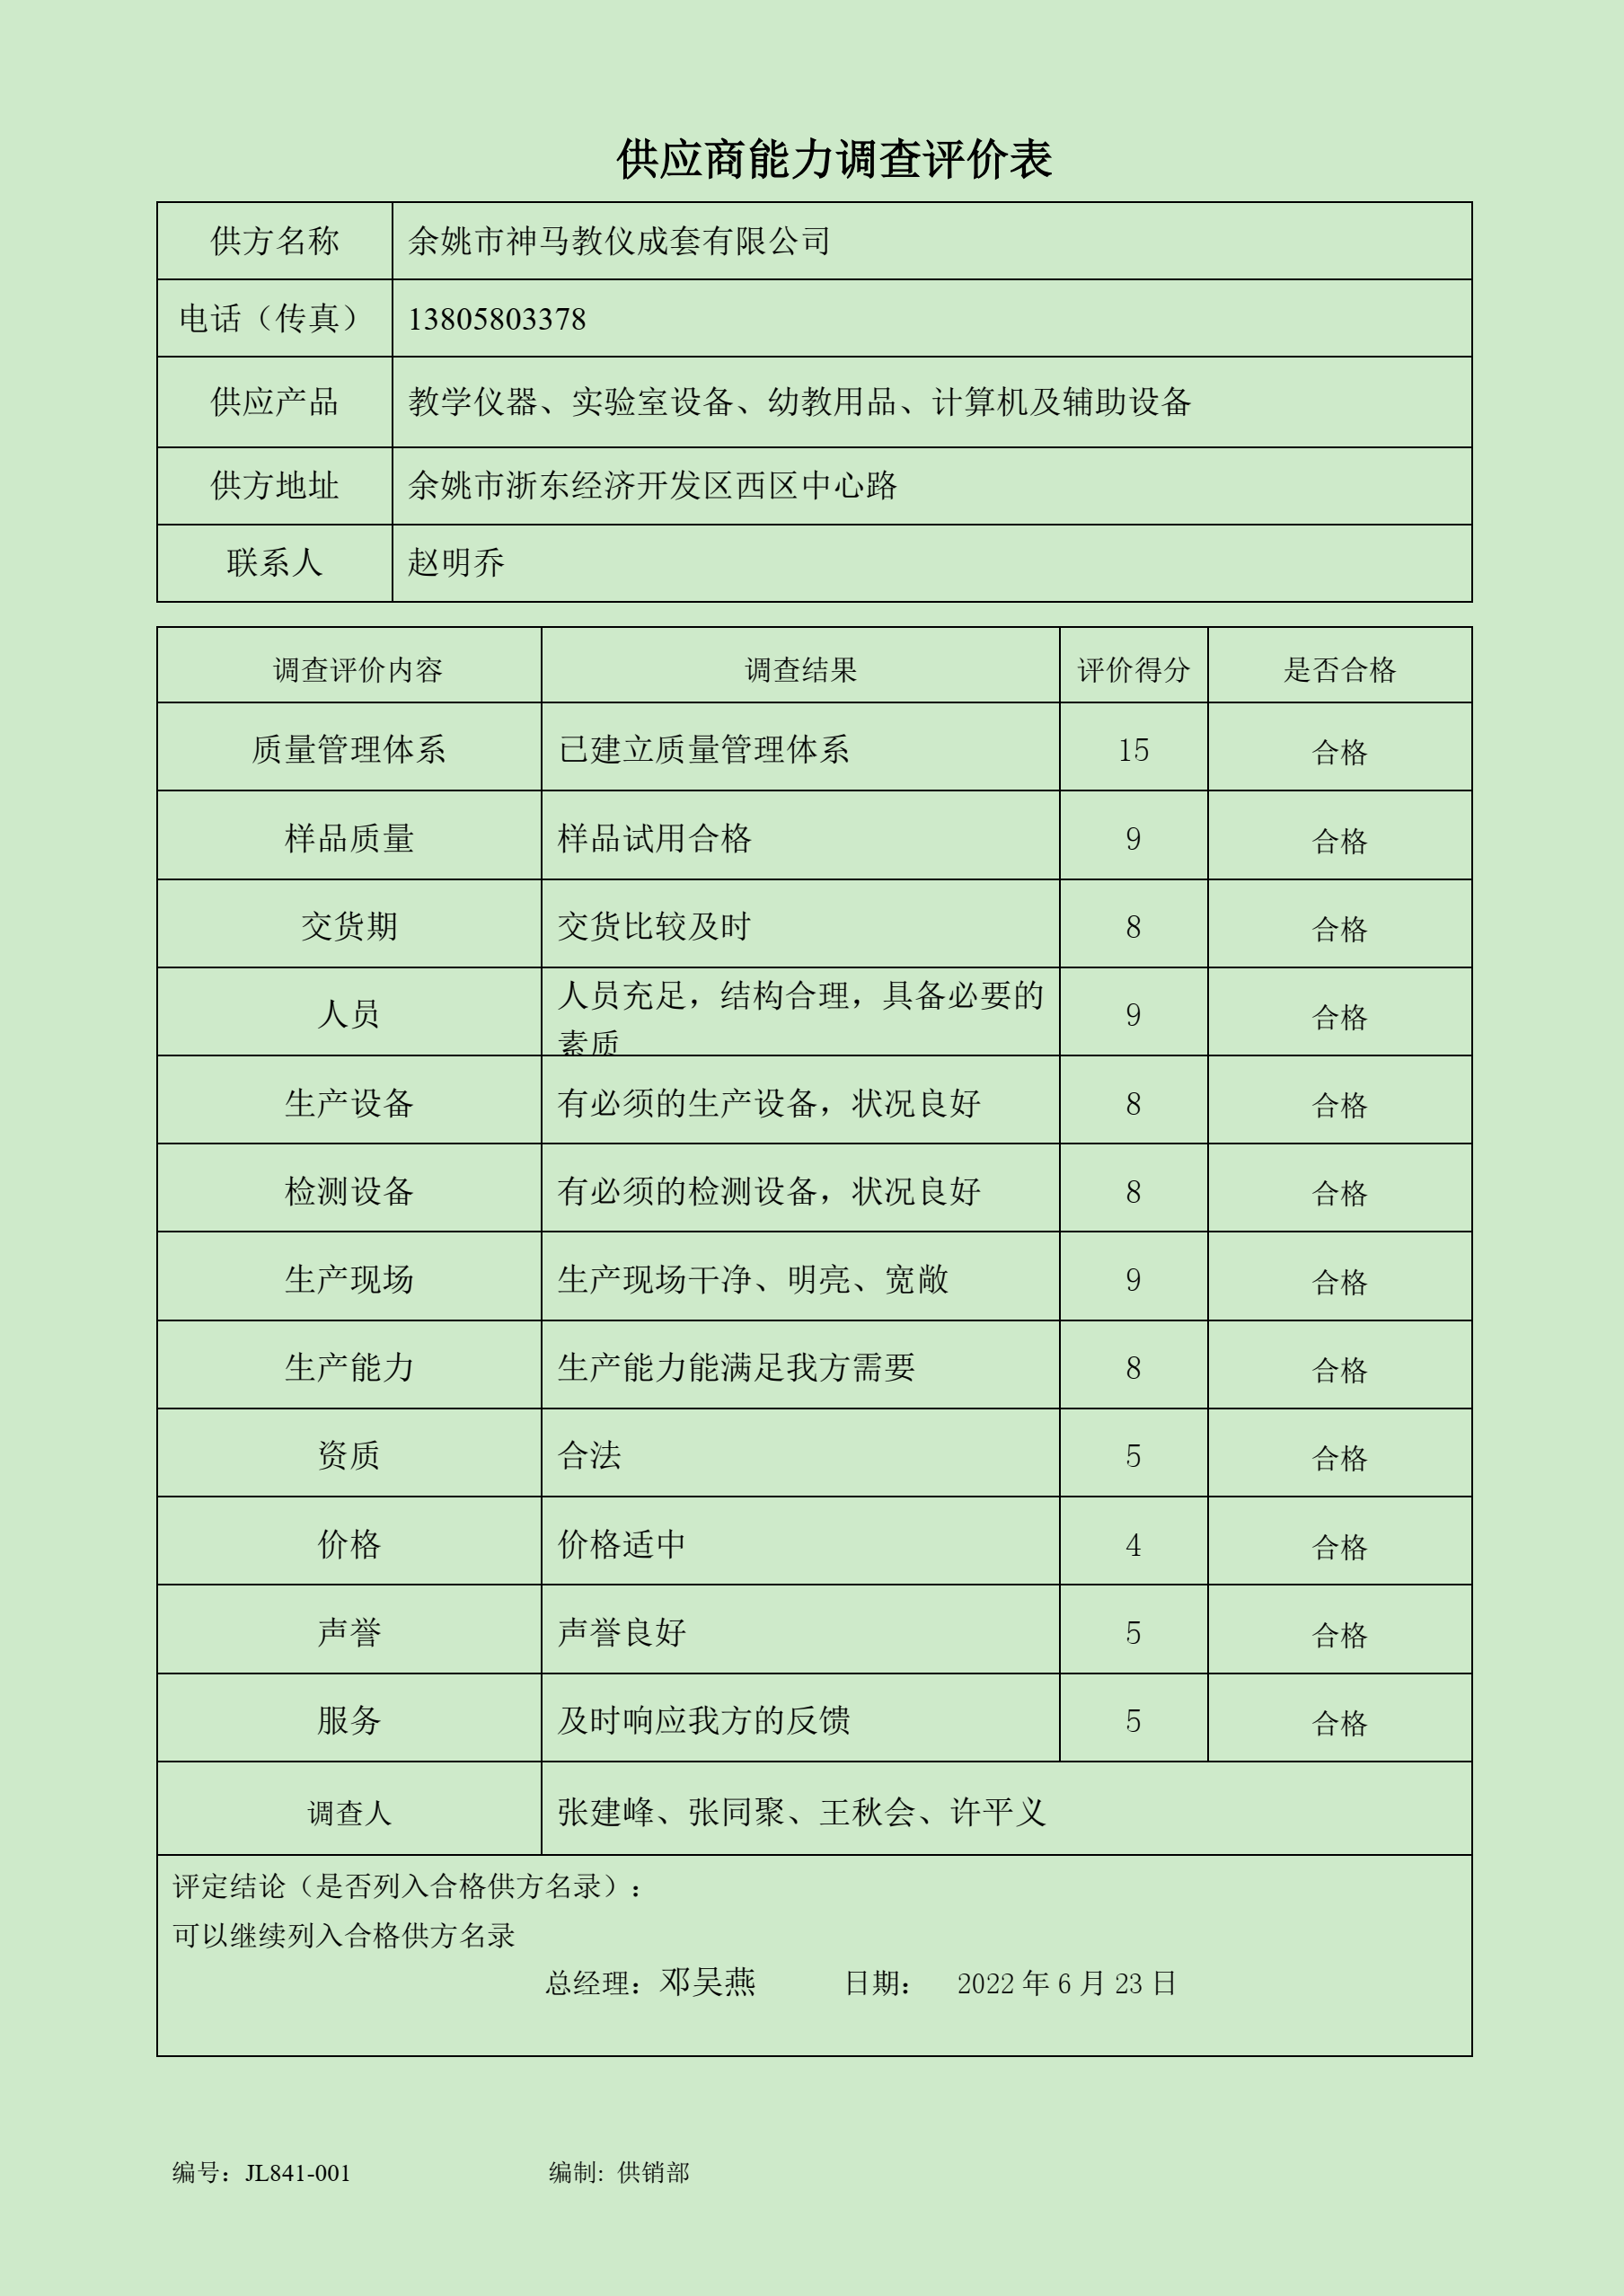 供应商能力调查评价表
供方名称 余姚市神马教仪成套有限公司
电话（传真） 13805803378
供应产品 教学仪器、实验室设备、幼教用品、计算机及辅助设备
供方地址 余姚市浙东经济开发区西区中心路
联系人 赵明乔
调查评价内容 调查结果 评价得分 是否合格
质量管理体系 已建立质量管理体系 15 合格
样品质量 样品试用合格 9 合格
交货期 交货比较及时 8 合格
人员 人员充足，结构合理，具备必要的 9 合格
素质
生产设备 有必须的生产设备，状况良好 8 合格
检测设备 有必须的检测设备，状况良好 8 合格
生产现场 生产现场干净、明亮、宽敞 9 合格
生产能力 生产能力能满足我方需要 8 合格
资质 合法 5 合格
价格 价格适中 4 合格
声誉 声誉良好 5 合格
服务 及时响应我方的反馈 5 合格
调查人 张建峰、张同聚、王秋会、许平义
评定结论（是否列入合格供方名录）：
可以继续列入合格供方名录
总经理：邓吴燕 日期： 2022 年 6 月 23 日
编号：JL841-001 编制：供销部